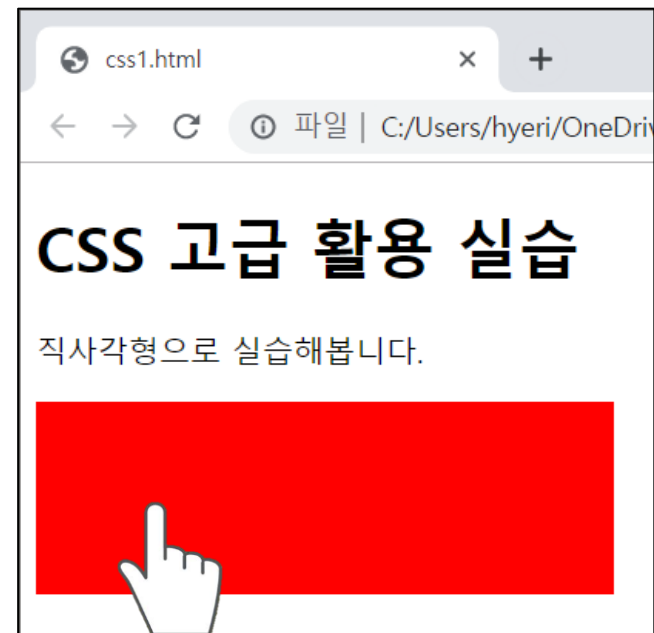 css1.html
파일 | C:/Users/hyeri/OneDriv
CSS 고급 활용 실습
직사각형으로 실습해봅니다.